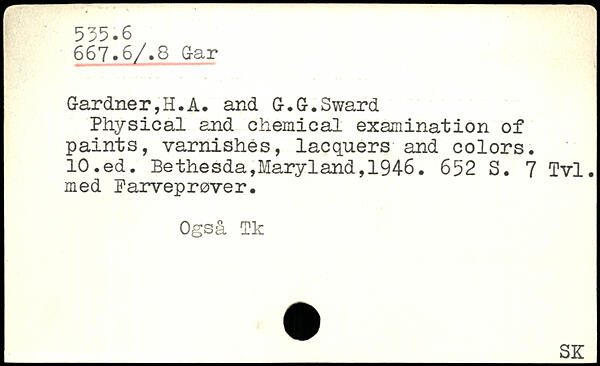 535.6
667.6/.8 Gar
Gardner,H.A. and G.G.Sward
Physical and chemical examination of
paints, varnishes, lacquers and colors.
10.ed. Bethesda,Maryland,1946. 652 S. 7 Tvl.
med Farveprøver.
Også Tk
SK